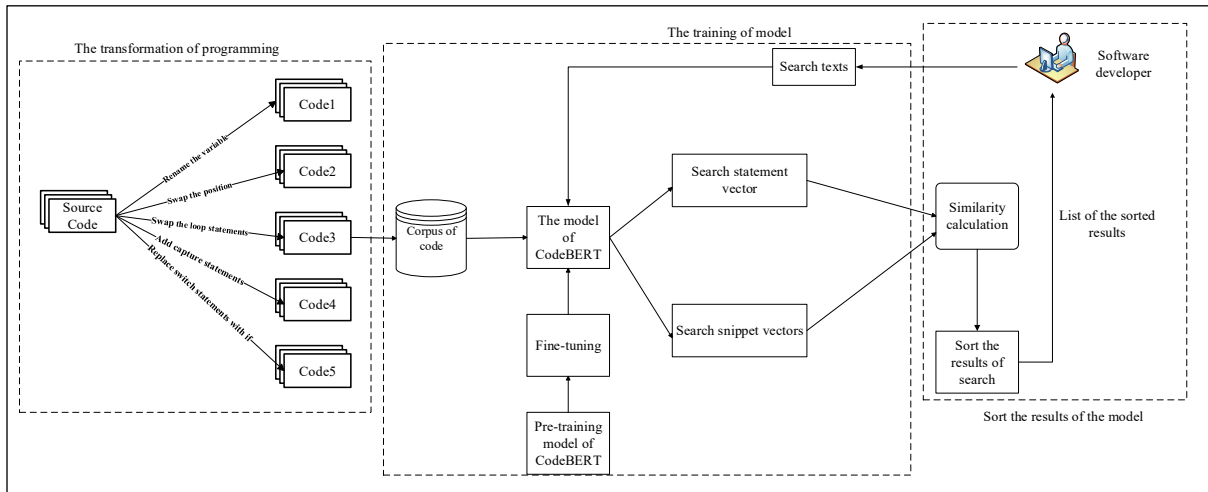 The transformation of programming
Source
Code
Rename the variable
Swap the position
Swap the loop statements
Add capture statements
Replace switch statements with if
Code1
Code2
Code3
Code4
Code5
The training of model
Search texts
Corpus of
code
The model
of
CodeBERT
Fine-tuning
Pre-training
model of
CodeBERT
Search statement
vector
Search snippet vectors
Software
developer
Similarity
calculation
List of the sorted
results
Sort the
results of
search
Sort the results of the model